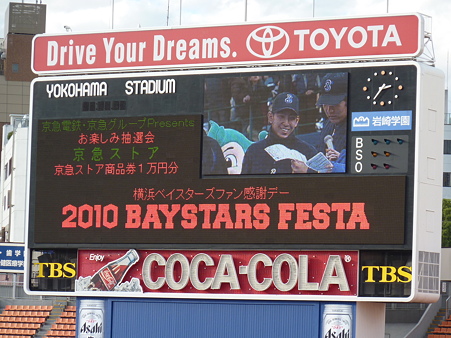 Drive Your Dreams. TOYOTA
YOKOHAMA STADIUM
京急電鉄・京急グループPresents
お楽しみ抽選会
京急ストア
京急ストア商品券1万円分
岩崎学園
B
S
O
横浜ベイスターズファン感謝デー
2010 BAYSTARS FESTA
TBS
Enjoy
COCA-COLA
TBS
Asahi
Asahi